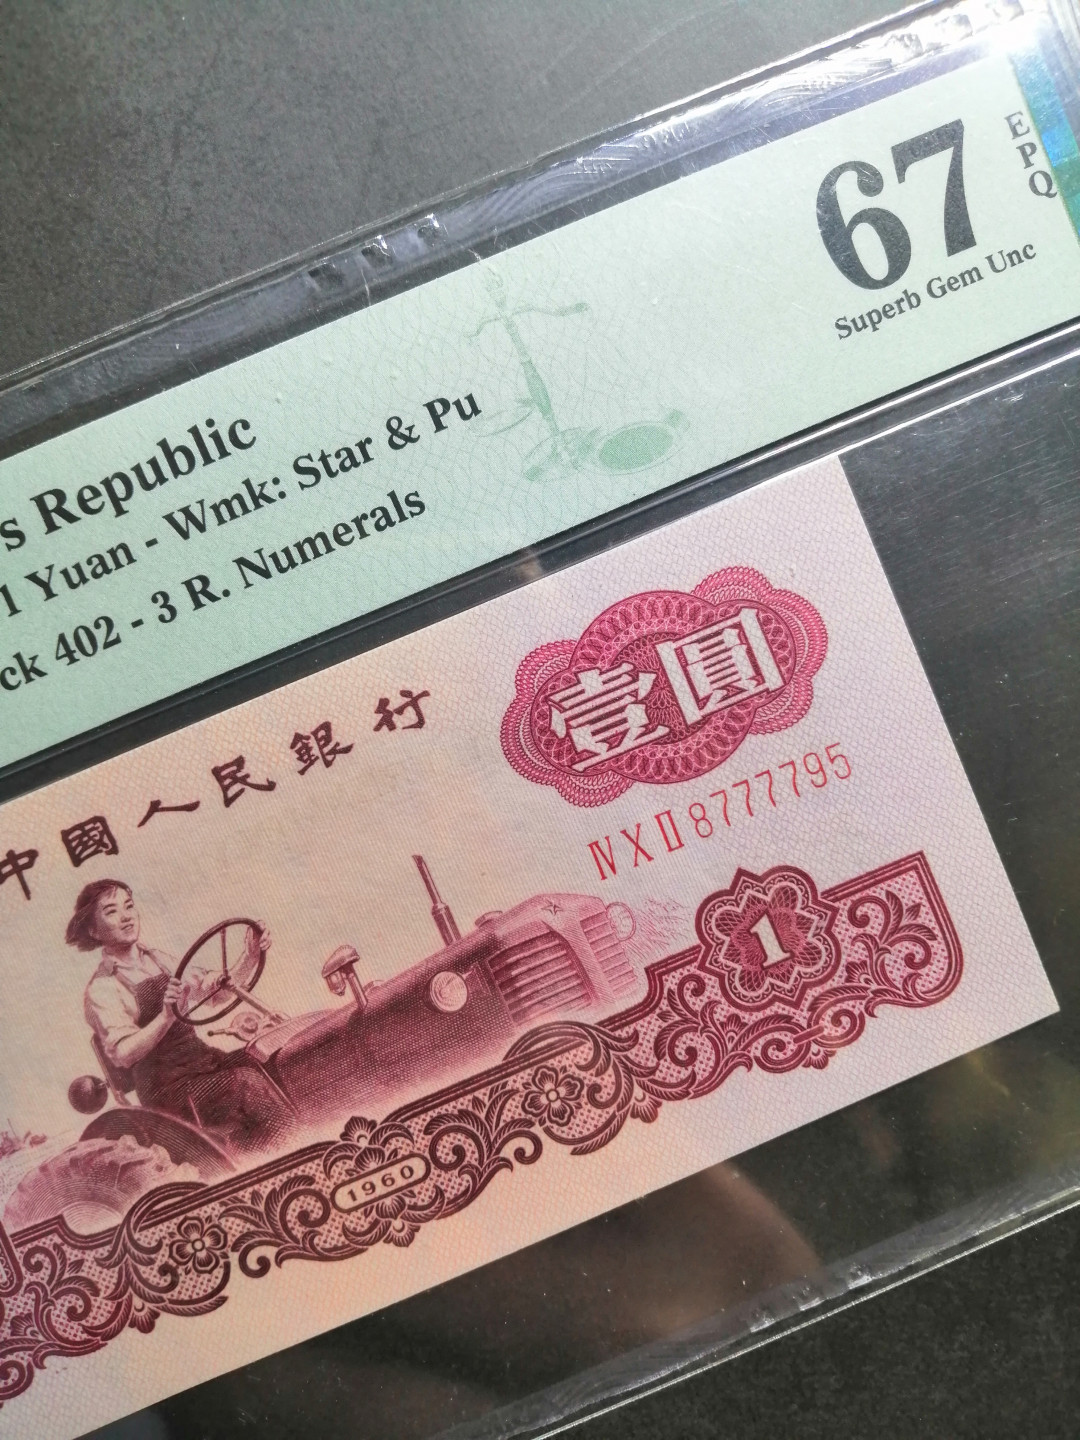 67
EPQ
Superb Gem Unc
s Republic
1 Yuan - Wmk: Star & Pu
ck 402 - 3 R. Numerals
中國人民銀行
壹圓
ⅣⅩⅡ8777795
1
1960